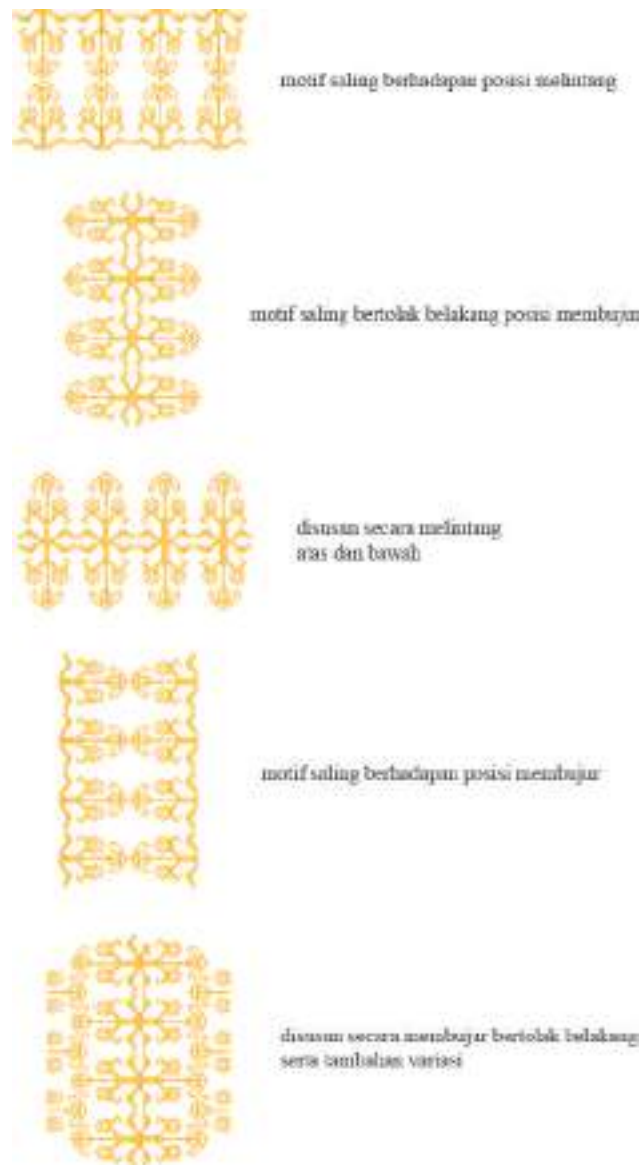 motif saling berhadapan posisi melintang
motif saling bertolak belakang posisi membujur
disusun secara melintang
atas dan bawah
motif saling berhadapan posisi membujur
disusun secara membujur bertolak belakang
serta tambahan variasi